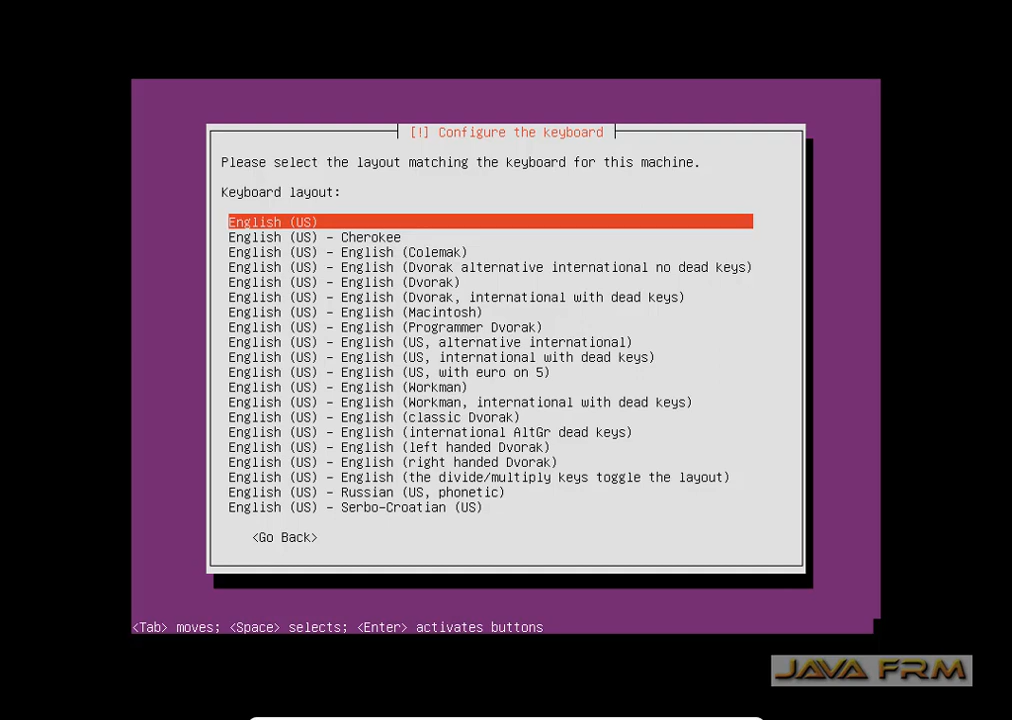 [!] Configure the keyboard
Please select the layout matching the keyboard for this machine.
Keyboard layout:
English (US)
English (US) - Cherokee
English (US) - English (Colemak)
English (US) - English (Dvorak alternative international no dead keys)
English (US) - English (Dvorak)
English (US) - English (Dvorak, international with dead keys)
English (US) - English (Macintosh)
English (US) - English (Programmer Dvorak)
English (US) - English (US, alternative international)
English (US) - English (US, international with dead keys)
English (US) - English (US, with euro on 5)
English (US) - English (Workman)
English (US) - English (Workman, international with dead keys)
English (US) - English (classic Dvorak)
English (US) - English (international AltGr dead keys)
English (US) - English (left handed Dvorak)
English (US) - English (right handed Dvorak)
English (US) - English (the divide/multiply keys toggle the layout)
English (US) - Russian (US, phonetic)
English (US) - Serbo-Croatian (US)
<Go Back>
<Tab> moves; <Space> selects; <Enter> activates buttons
JAVA FRM